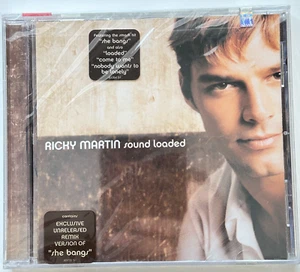 featuring the smash hit
"she bangs"
and also
"loaded"
"come to me"
"nobody wants to
be lonely"
RICKY MARTIN sound loaded
CONTAINS
EXCLUSIVE
UNRELEASED
REMIX
VERSION OF
"she bangs"